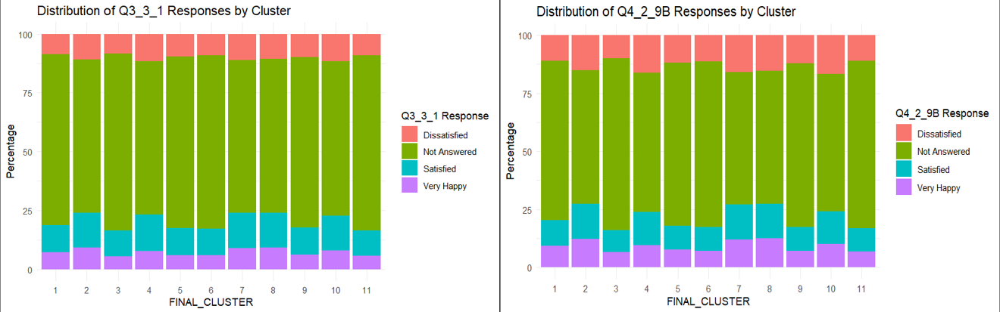 Distribution of Q3_3_1 Responses by Cluster
100
75
50
25
0
Percentage
1 2 3 4 5 6 7 8 9 10 11
FINAL_CLUSTER
Q3_3_1 Response
Dissatisfied
Not Answered
Satisfied
Very Happy
Distribution of Q4_2_9B Responses by Cluster
100
75
50
25
0
Percentage
1 2 3 4 5 6 7 8 9 10 11
FINAL_CLUSTER
Q4_2_9B Response
Dissatisfied
Not Answered
Satisfied
Very Happy